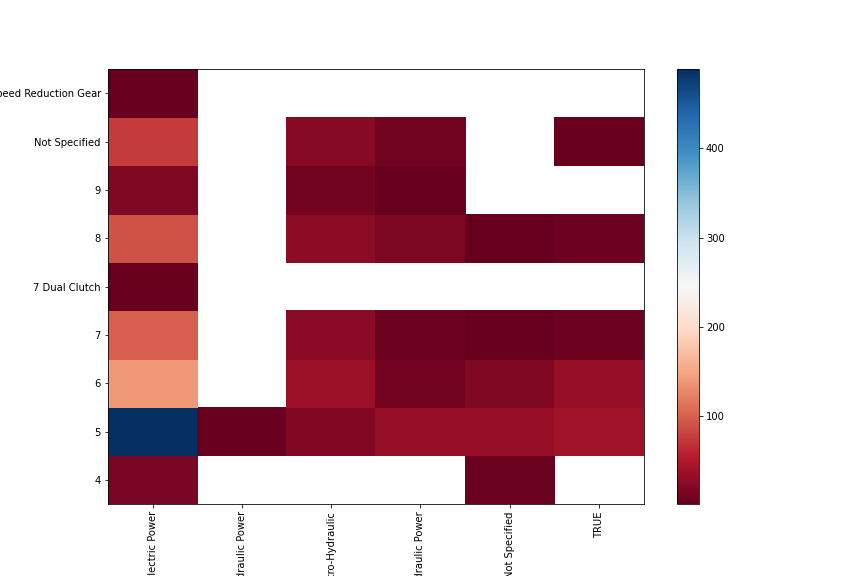 peed Reduction Gear
Not Specified
9
8
7 Dual Clutch
7
6
5
4
lectric Power
draulic Power
tro-Hydraulic
draulic Power
Not Specified
TRUE
400
300
200
100